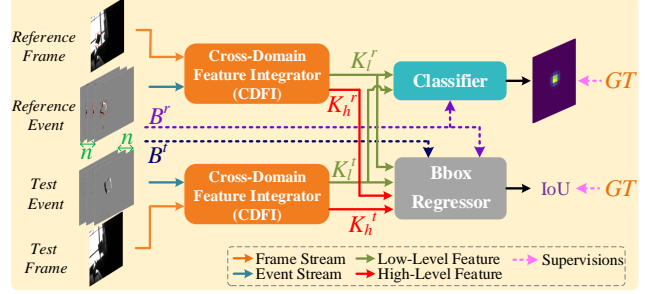 Reference
Frame
Reference
Event
n
n
Test
Event
Test
Frame
Cross-Domain
Feature Integrator
(CDFI)
Cross-Domain
Feature Integrator
(CDFI)
B^r
B^t
K_l^r
K_h^r
K_l^t
K_h^t
Classifier
Bbox
Regressor
GT
IoU
GT
Frame Stream
Low-Level Feature
Supervisions
Event Stream
High-Level Feature